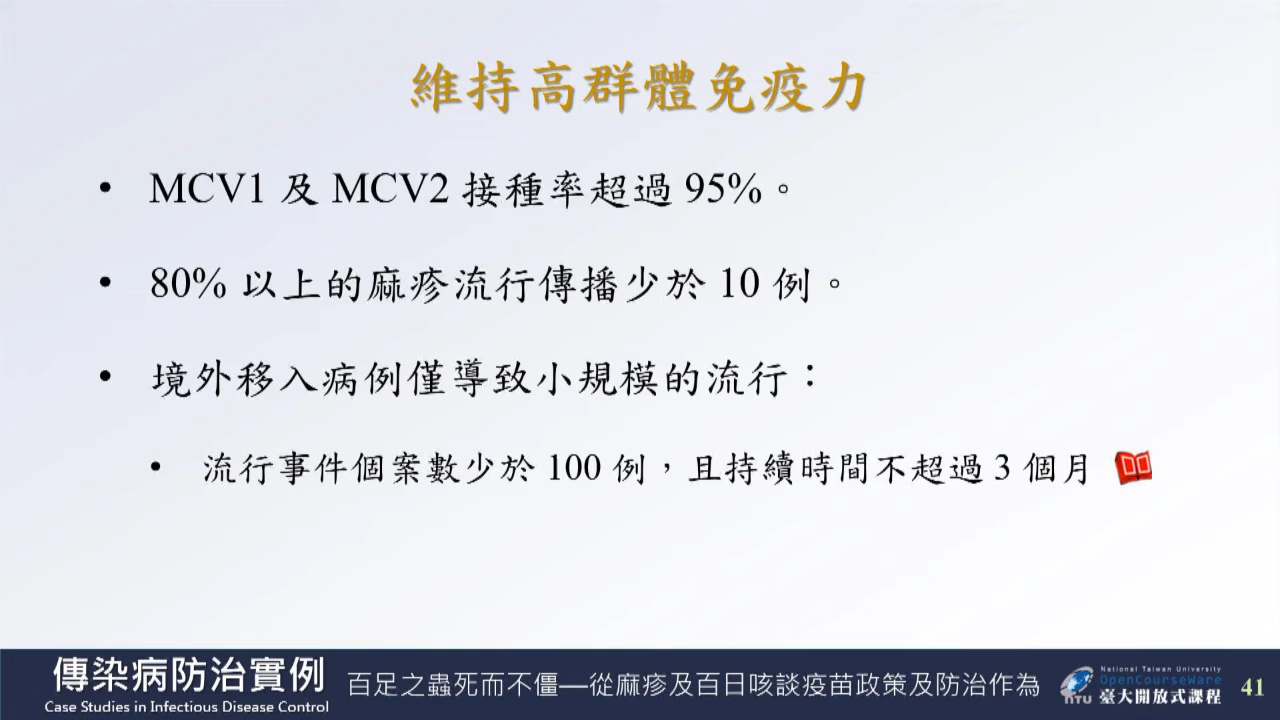 維持高群體免疫力
• MCV1 及 MCV2 接種率超過 95%。
• 80% 以上的麻疹流行傳播少於 10 例。
• 境外移入病例僅導致小規模的流行：
• 流行事件個案數少於 100 例，且持續時間不超過 3 個月
傳染病防治實例
Case Studies in Infectious Disease Control
百足之蟲死而不僵—從麻疹及百日咳談疫苗政策及防治作為
National Taiwan University
OpenCourseWare
NTU 臺大開放式課程
41